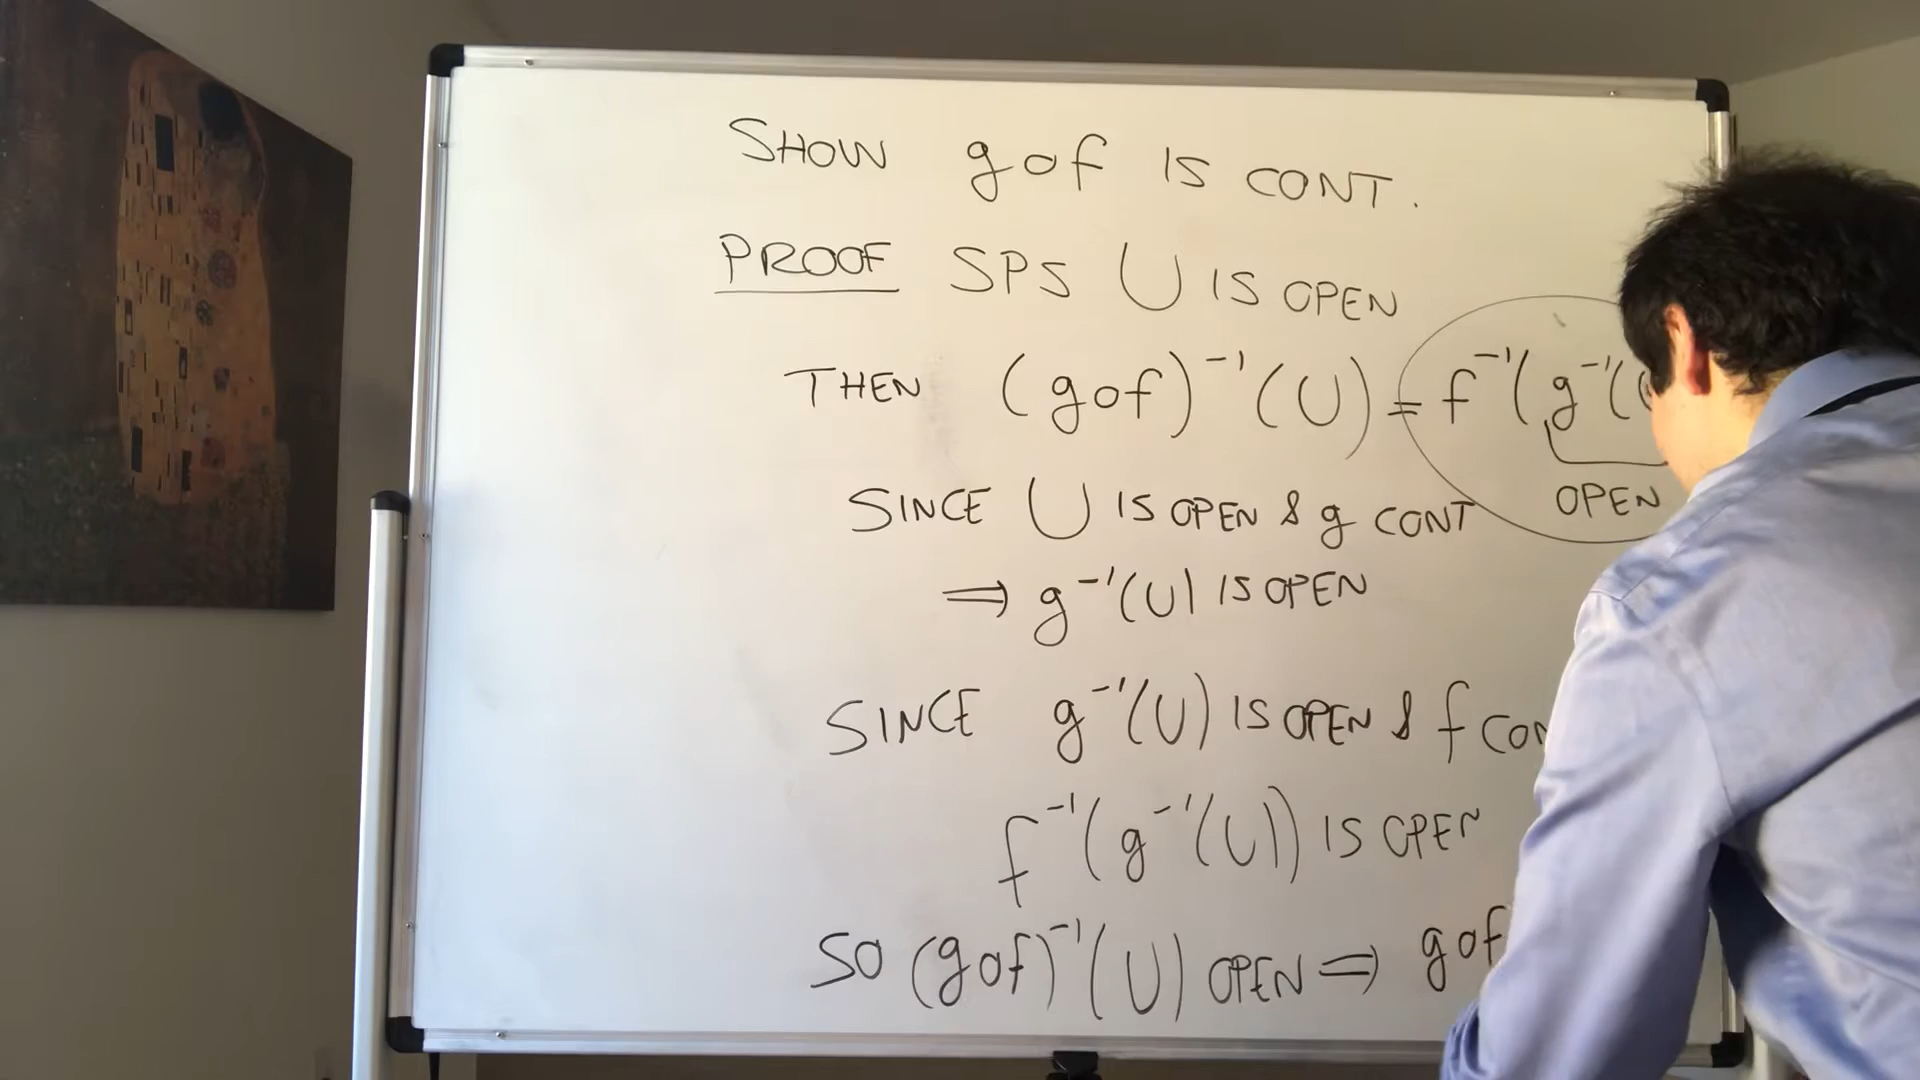 SHOW g∘f IS CONT.
PROOF SPS U IS OPEN
THEN (g∘f)⁻¹(U) = f⁻¹(g⁻¹(
OPEN
SINCE U IS OPEN & g CONT
⇒ g⁻¹(U) IS OPEN
SINCE g⁻¹(U) IS OPEN & f
f⁻¹(g⁻¹(U)) IS OPEN
SO (g∘f)⁻¹(U) OPEN ⇒ g∘f